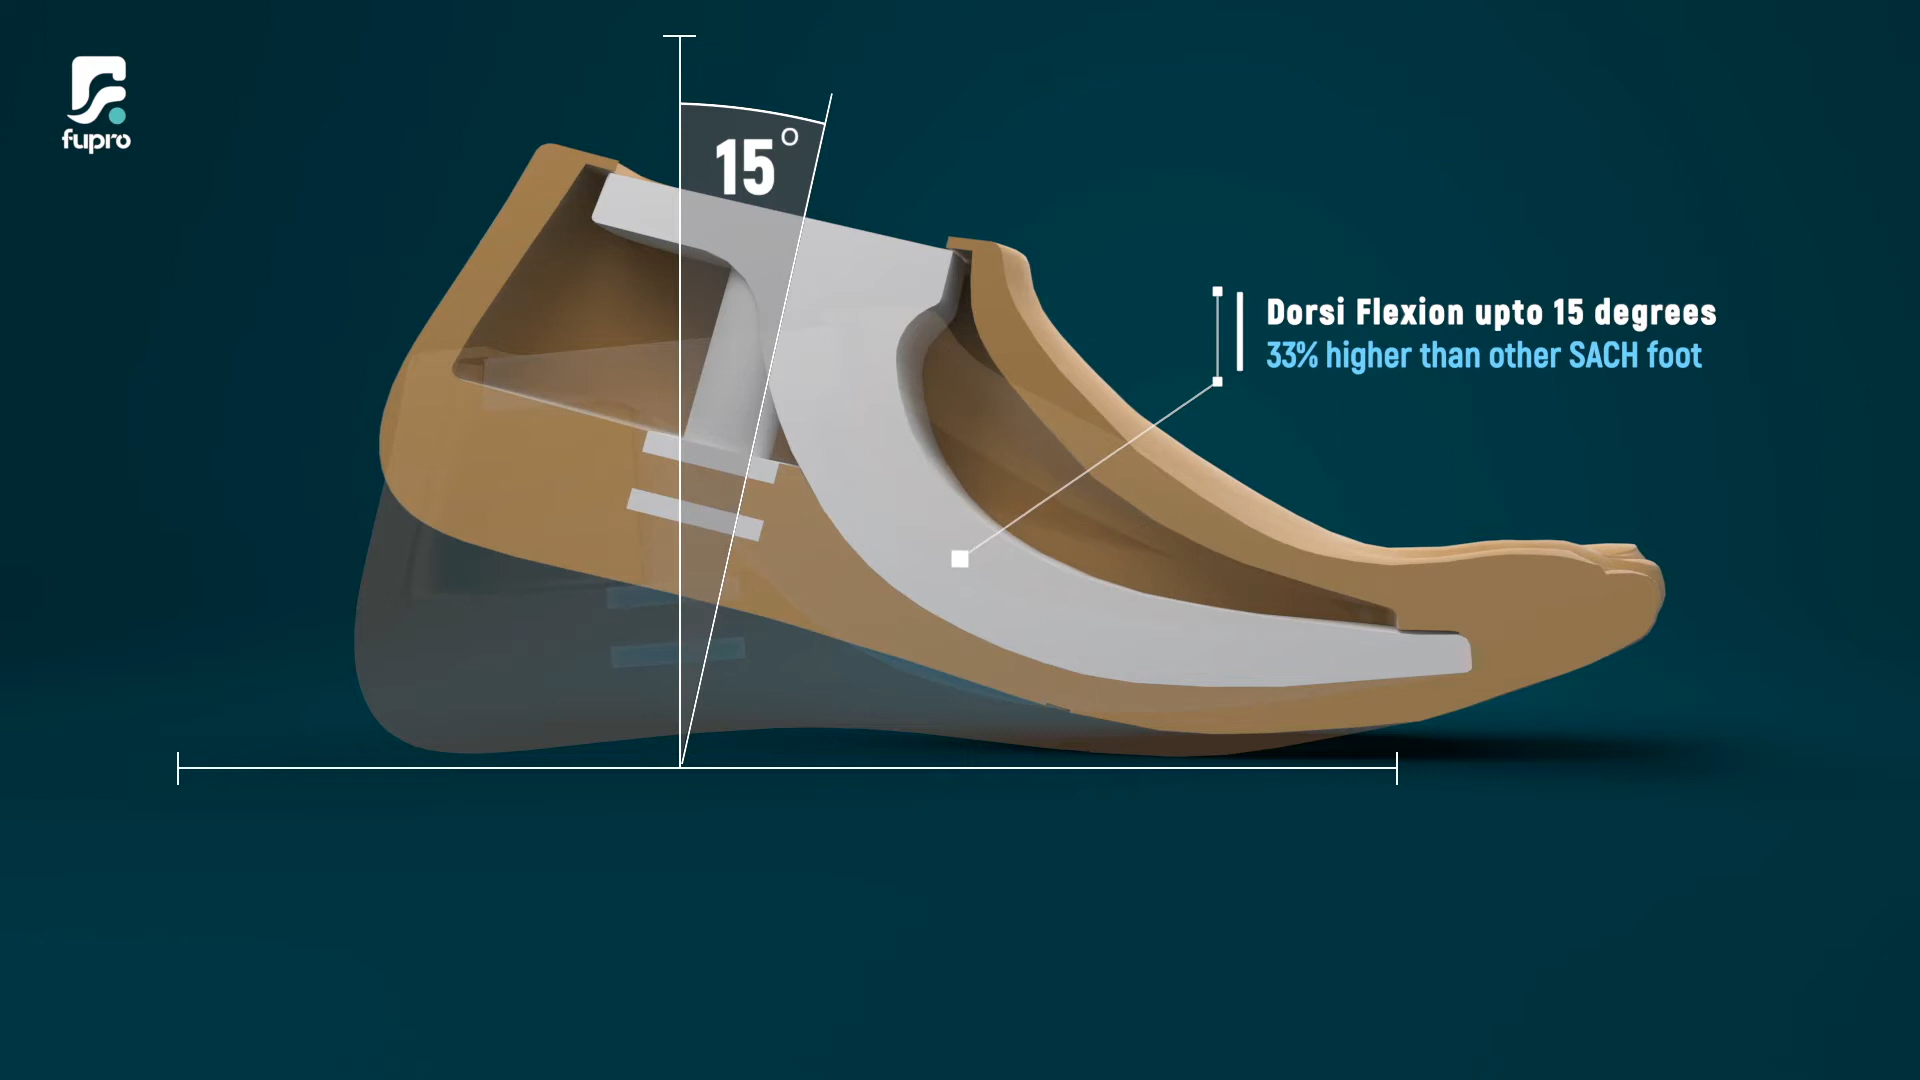 fupro
15°
Dorsi Flexion upto 15 degrees
33% higher than other SACH foot